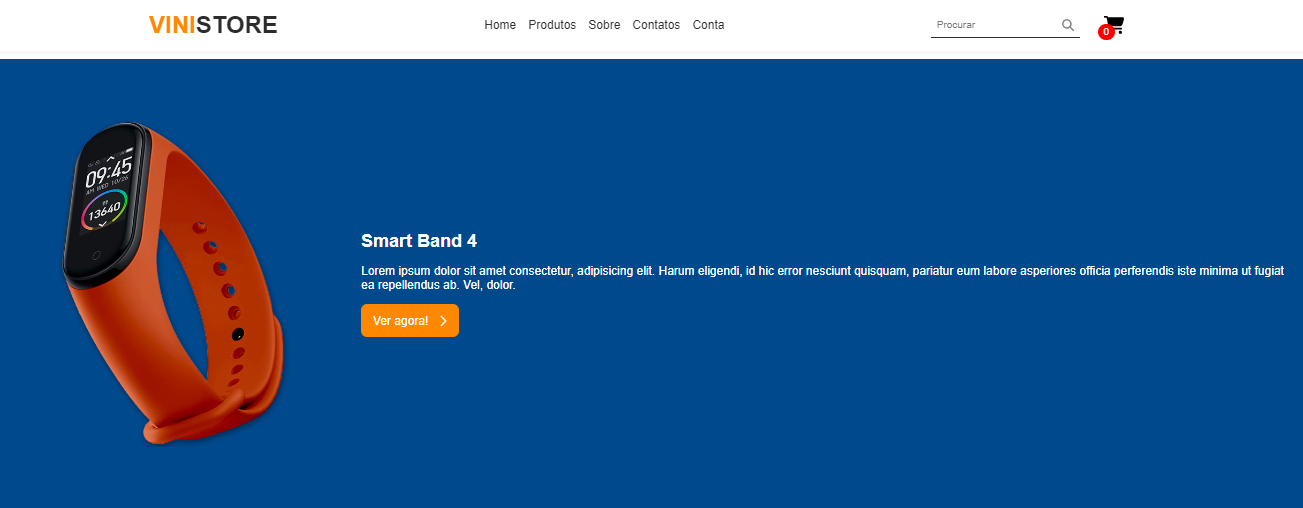 VINISTORE
Home Produtos Sobre Contatos Conta
Procurar
0
09:45
AM WED 10/26
13640
Smart Band 4
Lorem ipsum dolor sit amet consectetur, adipisicing elit. Harum eligendi, id hic error nesciunt quisquam, pariatur eum labore asperiores officia perferendis iste minima ut fugiat
ea repellendus ab. Vel, dolor.
Ver agora!